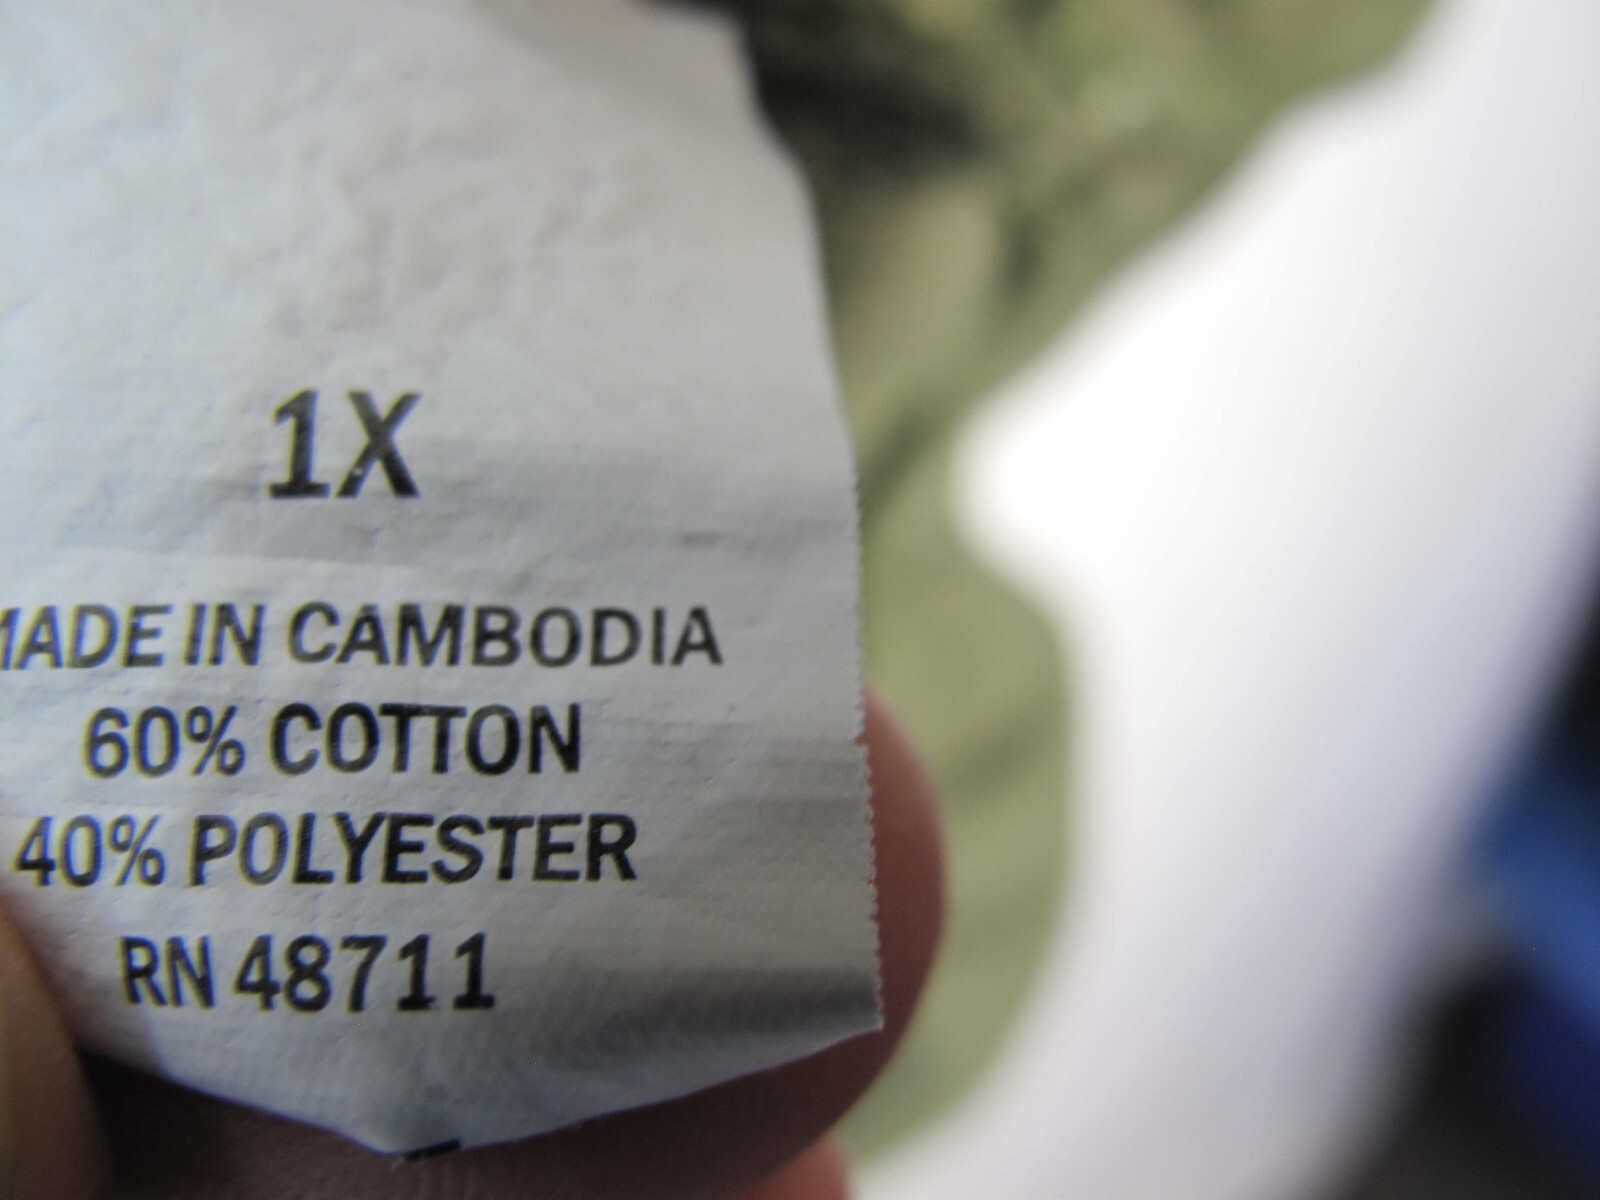 1X
MADE IN CAMBODIA
60% COTTON
40% POLYESTER
RN 48711